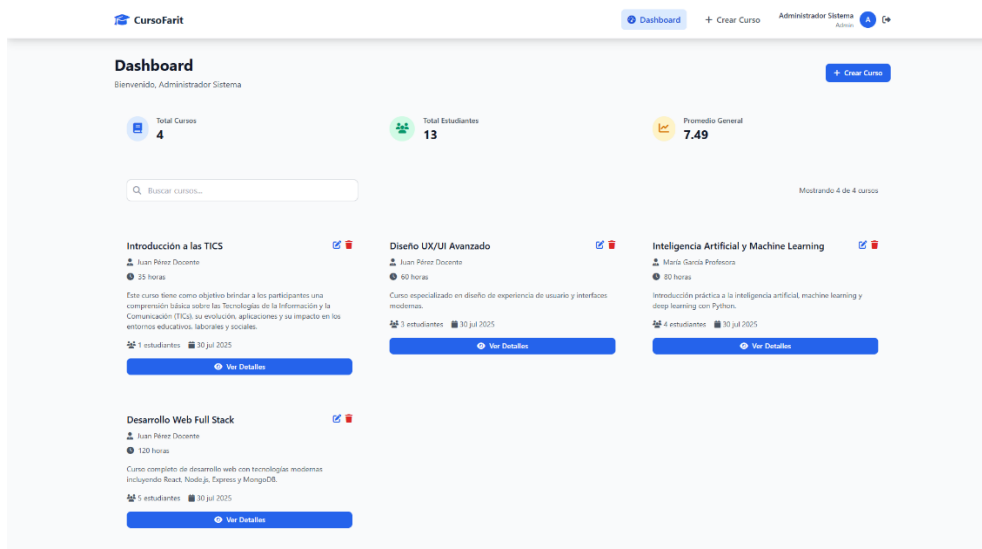 CursoFarit
Dashboard
+ Crear Curso
Administrador Sistema
Admin
A
Dashboard
Bienvenido, Administrador Sistema
+ Crear Curso
Total Cursos
4
Total Estudiantes
13
Promedio General
7.49
Buscar cursos...
Mostrando 4 de 4 cursos
Introducción a las TICS
Juan Pérez Docente
35 horas
Este curso tiene como objetivo brindar a los participantes una
comprensión básica sobre las Tecnologías de la Información y la
Comunicación (TICs), su evolución, aplicaciones y su impacto en los
entornos educativos, laborales y sociales.
1 estudiantes 30 jul 2025
Ver Detalles
Diseño UX/UI Avanzado
Juan Pérez Docente
60 horas
Curso especializado en diseño de experiencia de usuario y interfaces
modernas.
3 estudiantes 30 jul 2025
Ver Detalles
Inteligencia Artificial y Machine Learning
María García Profesora
80 horas
Introducción práctica a la inteligencia artificial, machine learning y
deep learning con Python.
4 estudiantes 30 jul 2025
Ver Detalles
Desarrollo Web Full Stack
Juan Pérez Docente
120 horas
Curso completo de desarrollo web con tecnologías modernas
incluyendo React, Node.js, Express y MongoDB.
5 estudiantes 30 jul 2025
Ver Detalles